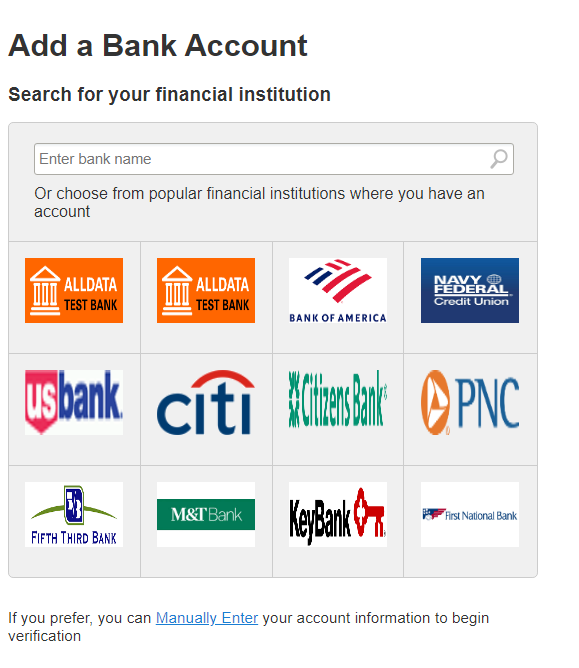 Add a Bank Account
Search for your financial institution
Enter bank name
Or choose from popular financial institutions where you have an
account
ALLDATA
TEST BANK
ALLDATA
TEST BANK
BANK OF AMERICA
NAVY
FEDERAL
Credit Union
usbank.
citi
Citizens Bank
PNC
FIFTH THIRD BANK
M&T Bank
KeyBank
First National Bank
If you prefer, you can Manually Enter your account information to begin
verification